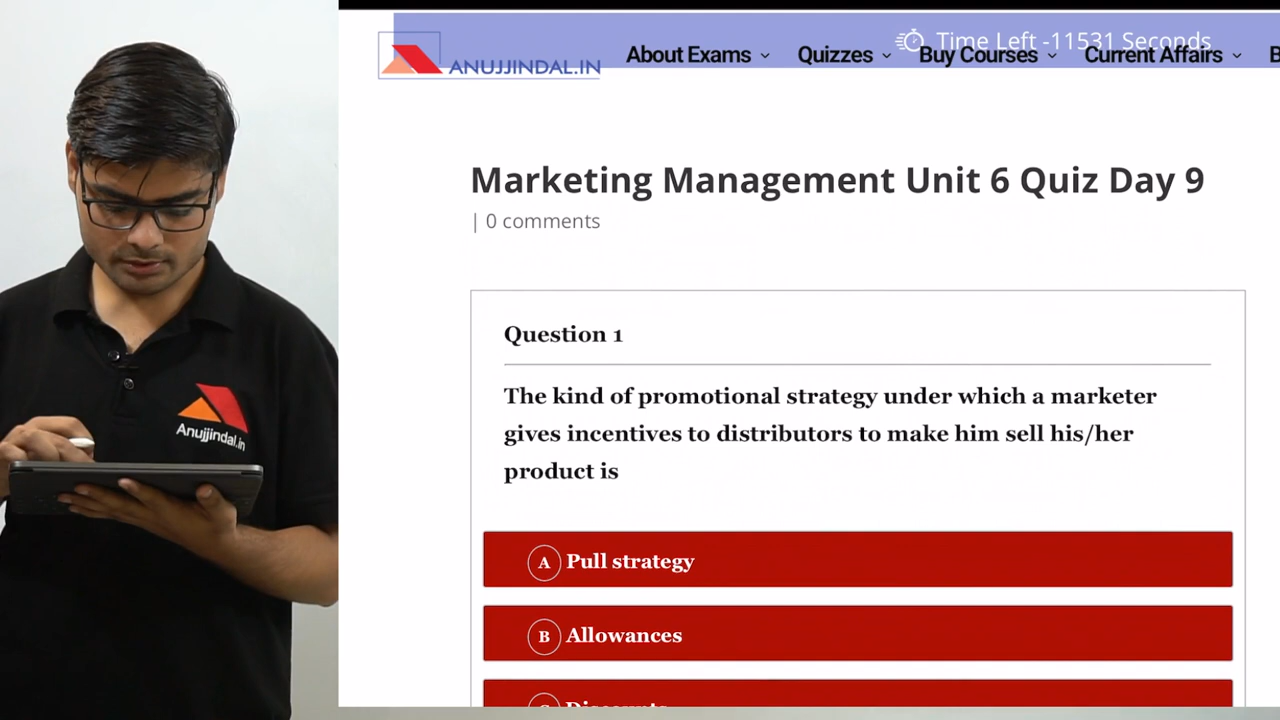 Time Left -11531 Seconds
ANUJJINDAL.IN
About Exams
Quizzes
Buy Courses
Current Affairs
B
Marketing Management Unit 6 Quiz Day 9
| 0 comments
Question 1
The kind of promotional strategy under which a marketer
gives incentives to distributors to make him sell his/her
product is
A Pull strategy
B Allowances
C Discounts
Anujjindal.in